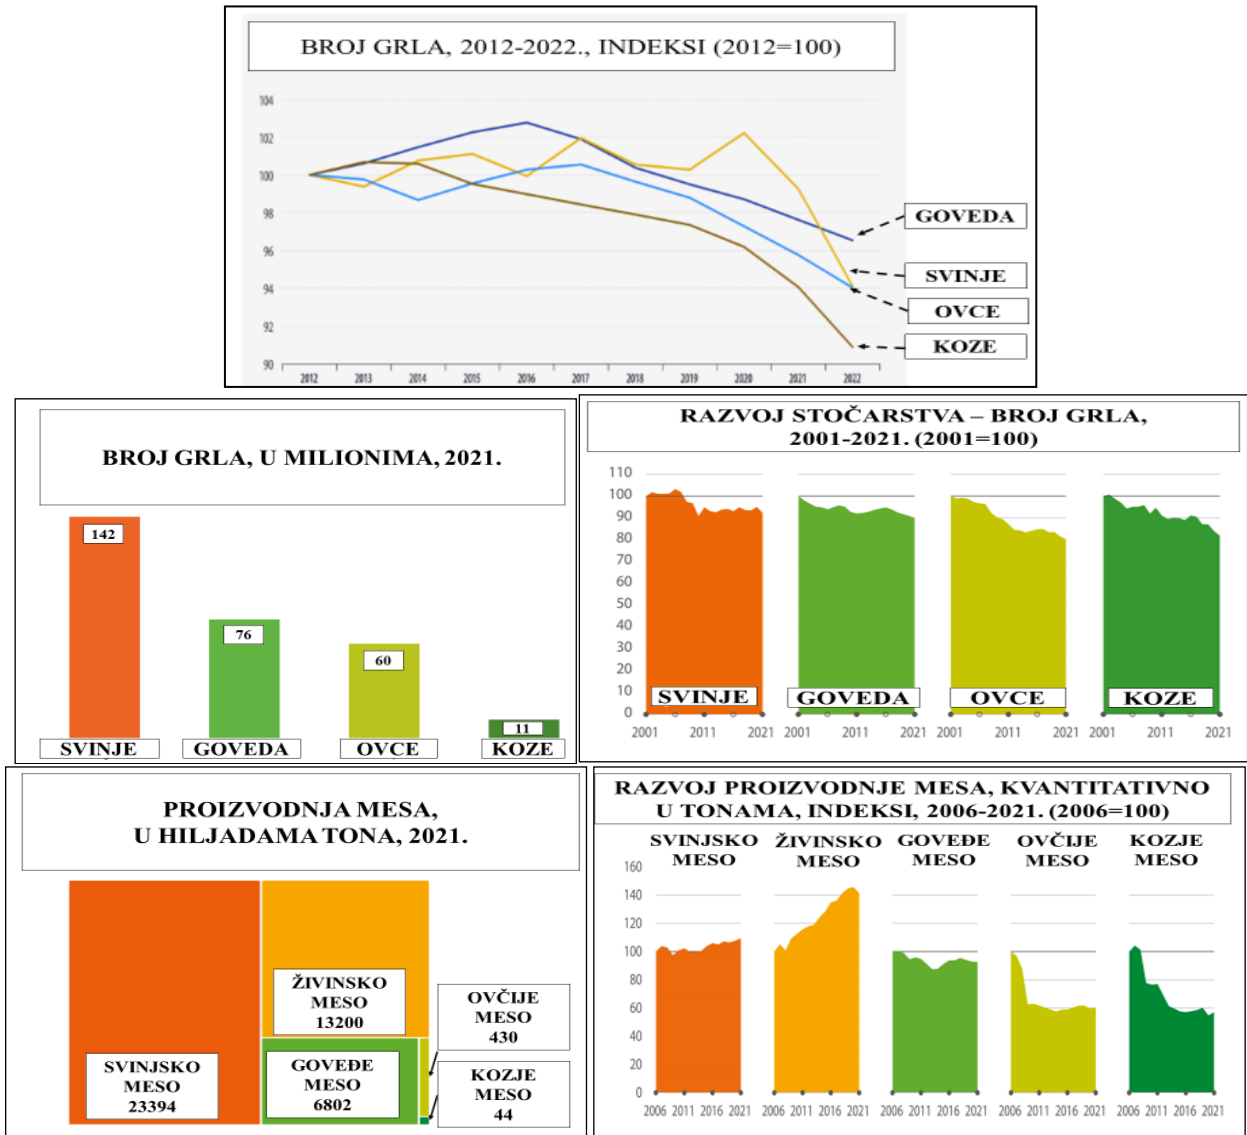 BROJ GRLA, 2012-2022., INDEKSI (2012=100)
104
102
100
98
96
94
92
90
2012 2013 2014 2015 2016 2017 2018 2019 2020 2021 2022
GOVEDA
SVINJE
OVCE
KOZE
BROJ GRLA, U MILIONIMA, 2021.
142
76
60
11
SVINJE GOVEDA OVCE KOZE
RAZVOJ STOČARSTVA – BROJ GRLA,
2001-2021. (2001=100)
110
100
90
80
70
60
50
40
30
20
10
0
SVINJE GOVEDA OVCE KOZE
2001 2011 2021 2001 2011 2021 2001 2011 2021 2001 2011 2021
PROIZVODNJA MESA,
U HILJADAMA TONA, 2021.
SVINJSKO
MESO
23394
ŽIVINSKO
MESO
13200
GOVEĐE
MESO
6802
OVČIJE
MESO
430
KOZJE
MESO
44
RAZVOJ PROIZVODNJE MESA, KVANTITATIVNO
U TONAMA, INDEKSI, 2006-2021. (2006=100)
SVINJSKO
MESO
ŽIVINSKO
MESO
GOVEĐE
MESO
OVČIJE
MESO
KOZJE
MESO
160
140
120
100
80
60
40
20
0
2006 2011 2016 2021 2006 2011 2016 2021 2006 2011 2016 2021 2006 2011 2016 2021 2006 2011 2016 2021